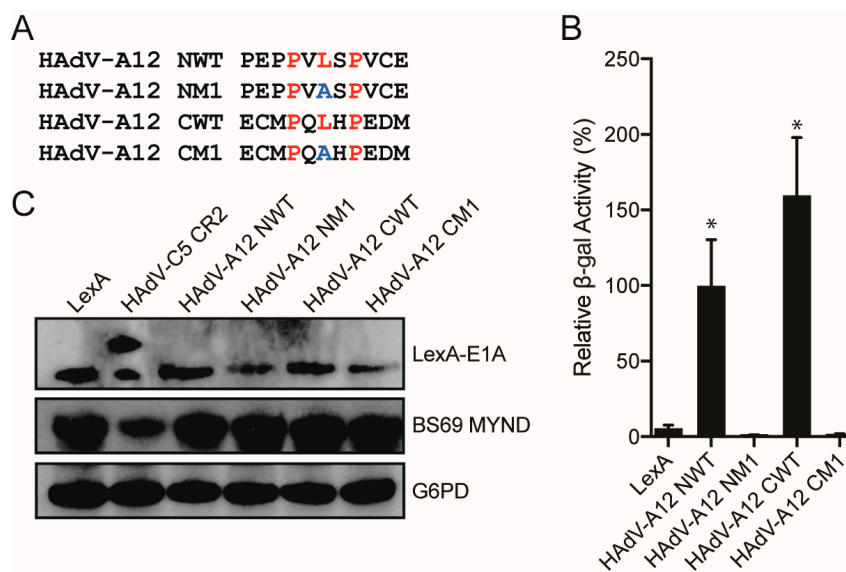 A
HAdV-A12 NWT PEPPVLSPVCE
HAdV-A12 NM1 PEPPVASPVCE
HAdV-A12 CWT ECMPQLHPEDM
HAdV-A12 CM1 ECMPQAHPEDM
B
250
200
150
100
50
0
Relative β-gal Activity (%)
*
*
LexA
HAdV-A12 NWT
HAdV-A12 NM1
HAdV-A12 CWT
HAdV-A12 CM1
C
LexA
HAdV-C5 CR2
HAdV-A12 NWT
HAdV-A12 NM1
HAdV-A12 CWT
HAdV-A12 CM1
LexA-E1A
BS69 MYND
G6PD